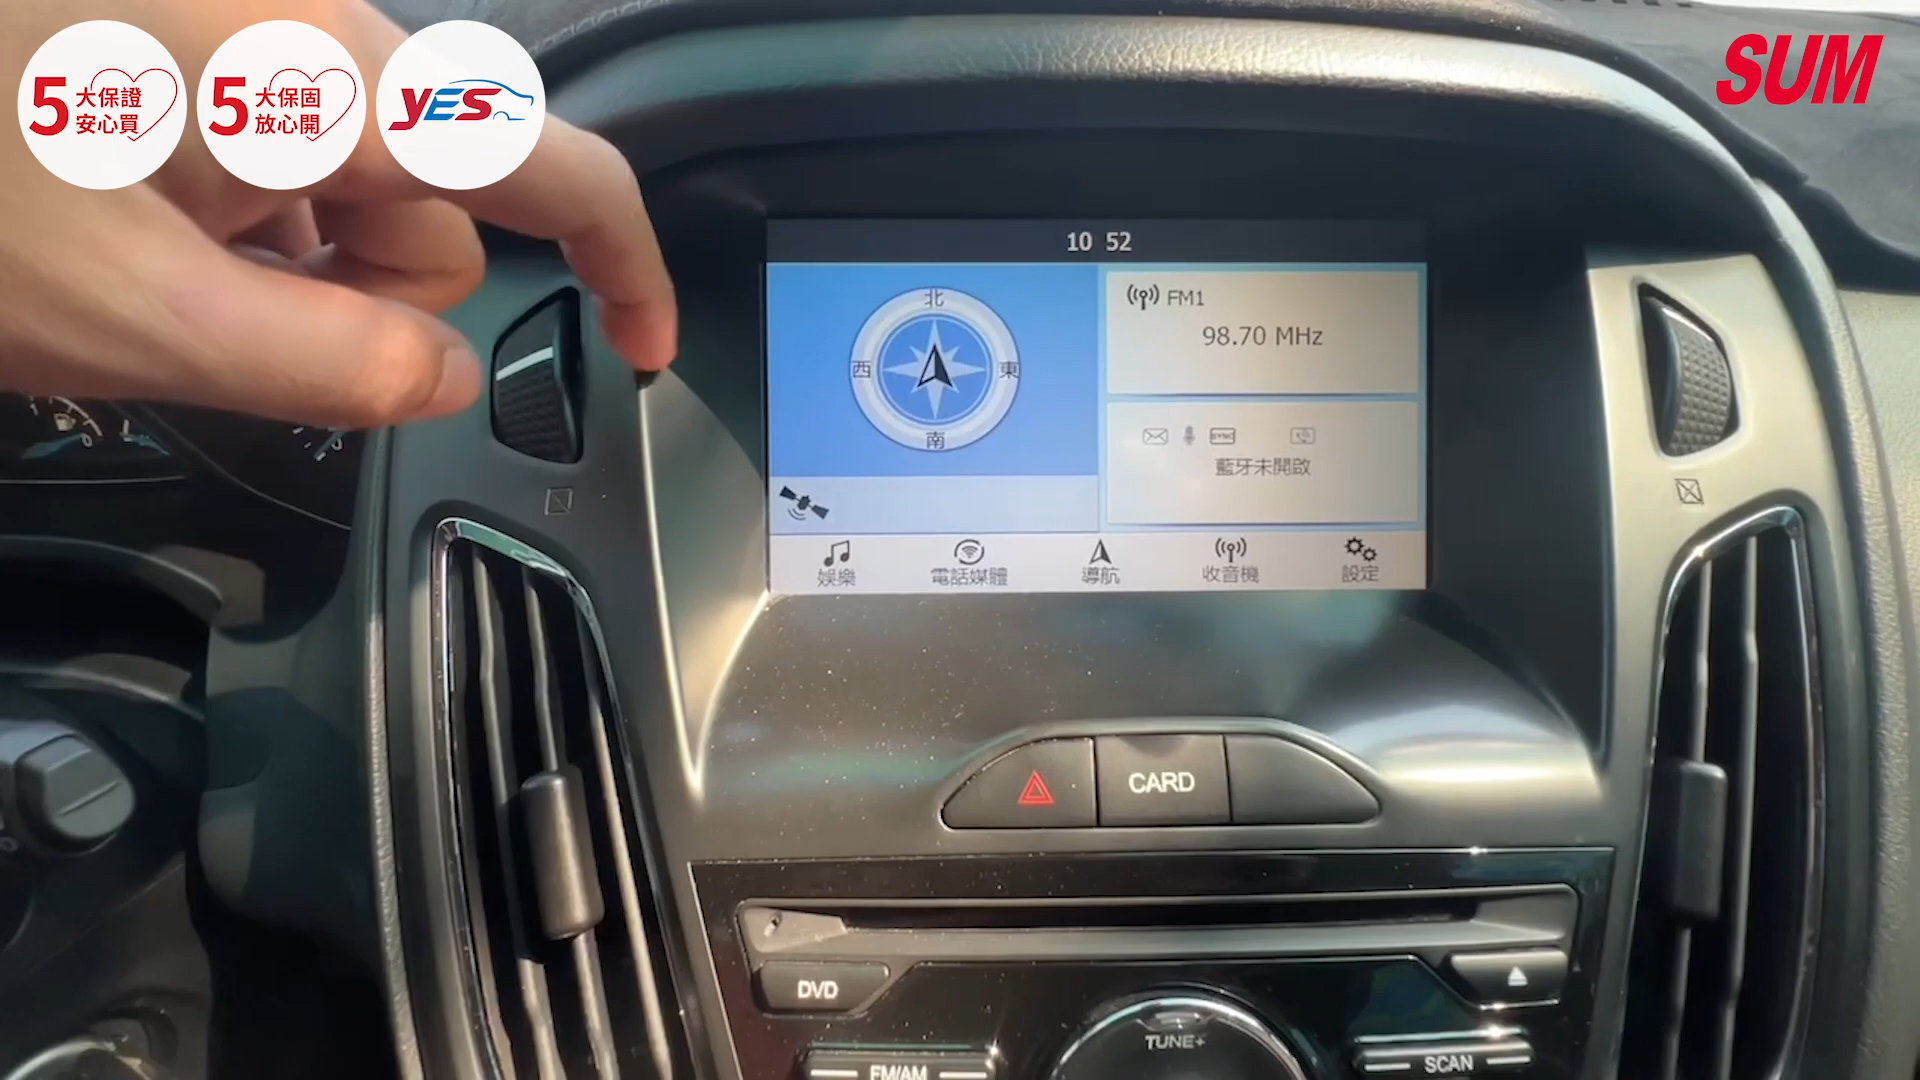 5大保證
安心買
5大保固
放心開
YES
SUM
10 52
北
西
東
南
FM1
98.70 MHz
SYNC
藍牙未開啟
娛樂
電話媒體
導航
收音機
設定
CARD
DVD
TUNE+
FM/AM
SCAN